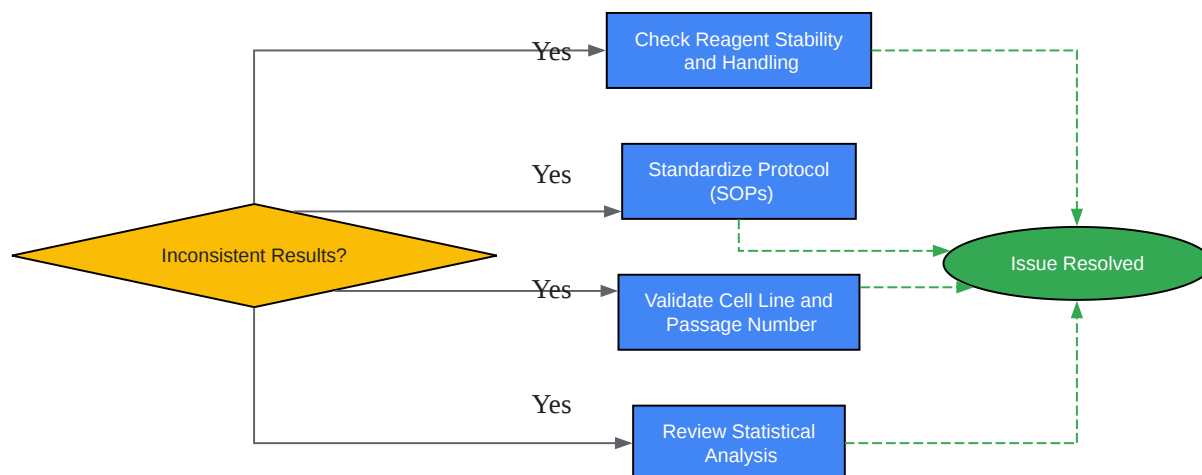 Yes
Check Reagent Stability
and Handling
Yes
Standardize Protocol
(SOPs)
Inconsistent Results?
Issue Resolved
Yes
Validate Cell Line and
Passage Number
Yes
Review Statistical
Analysis